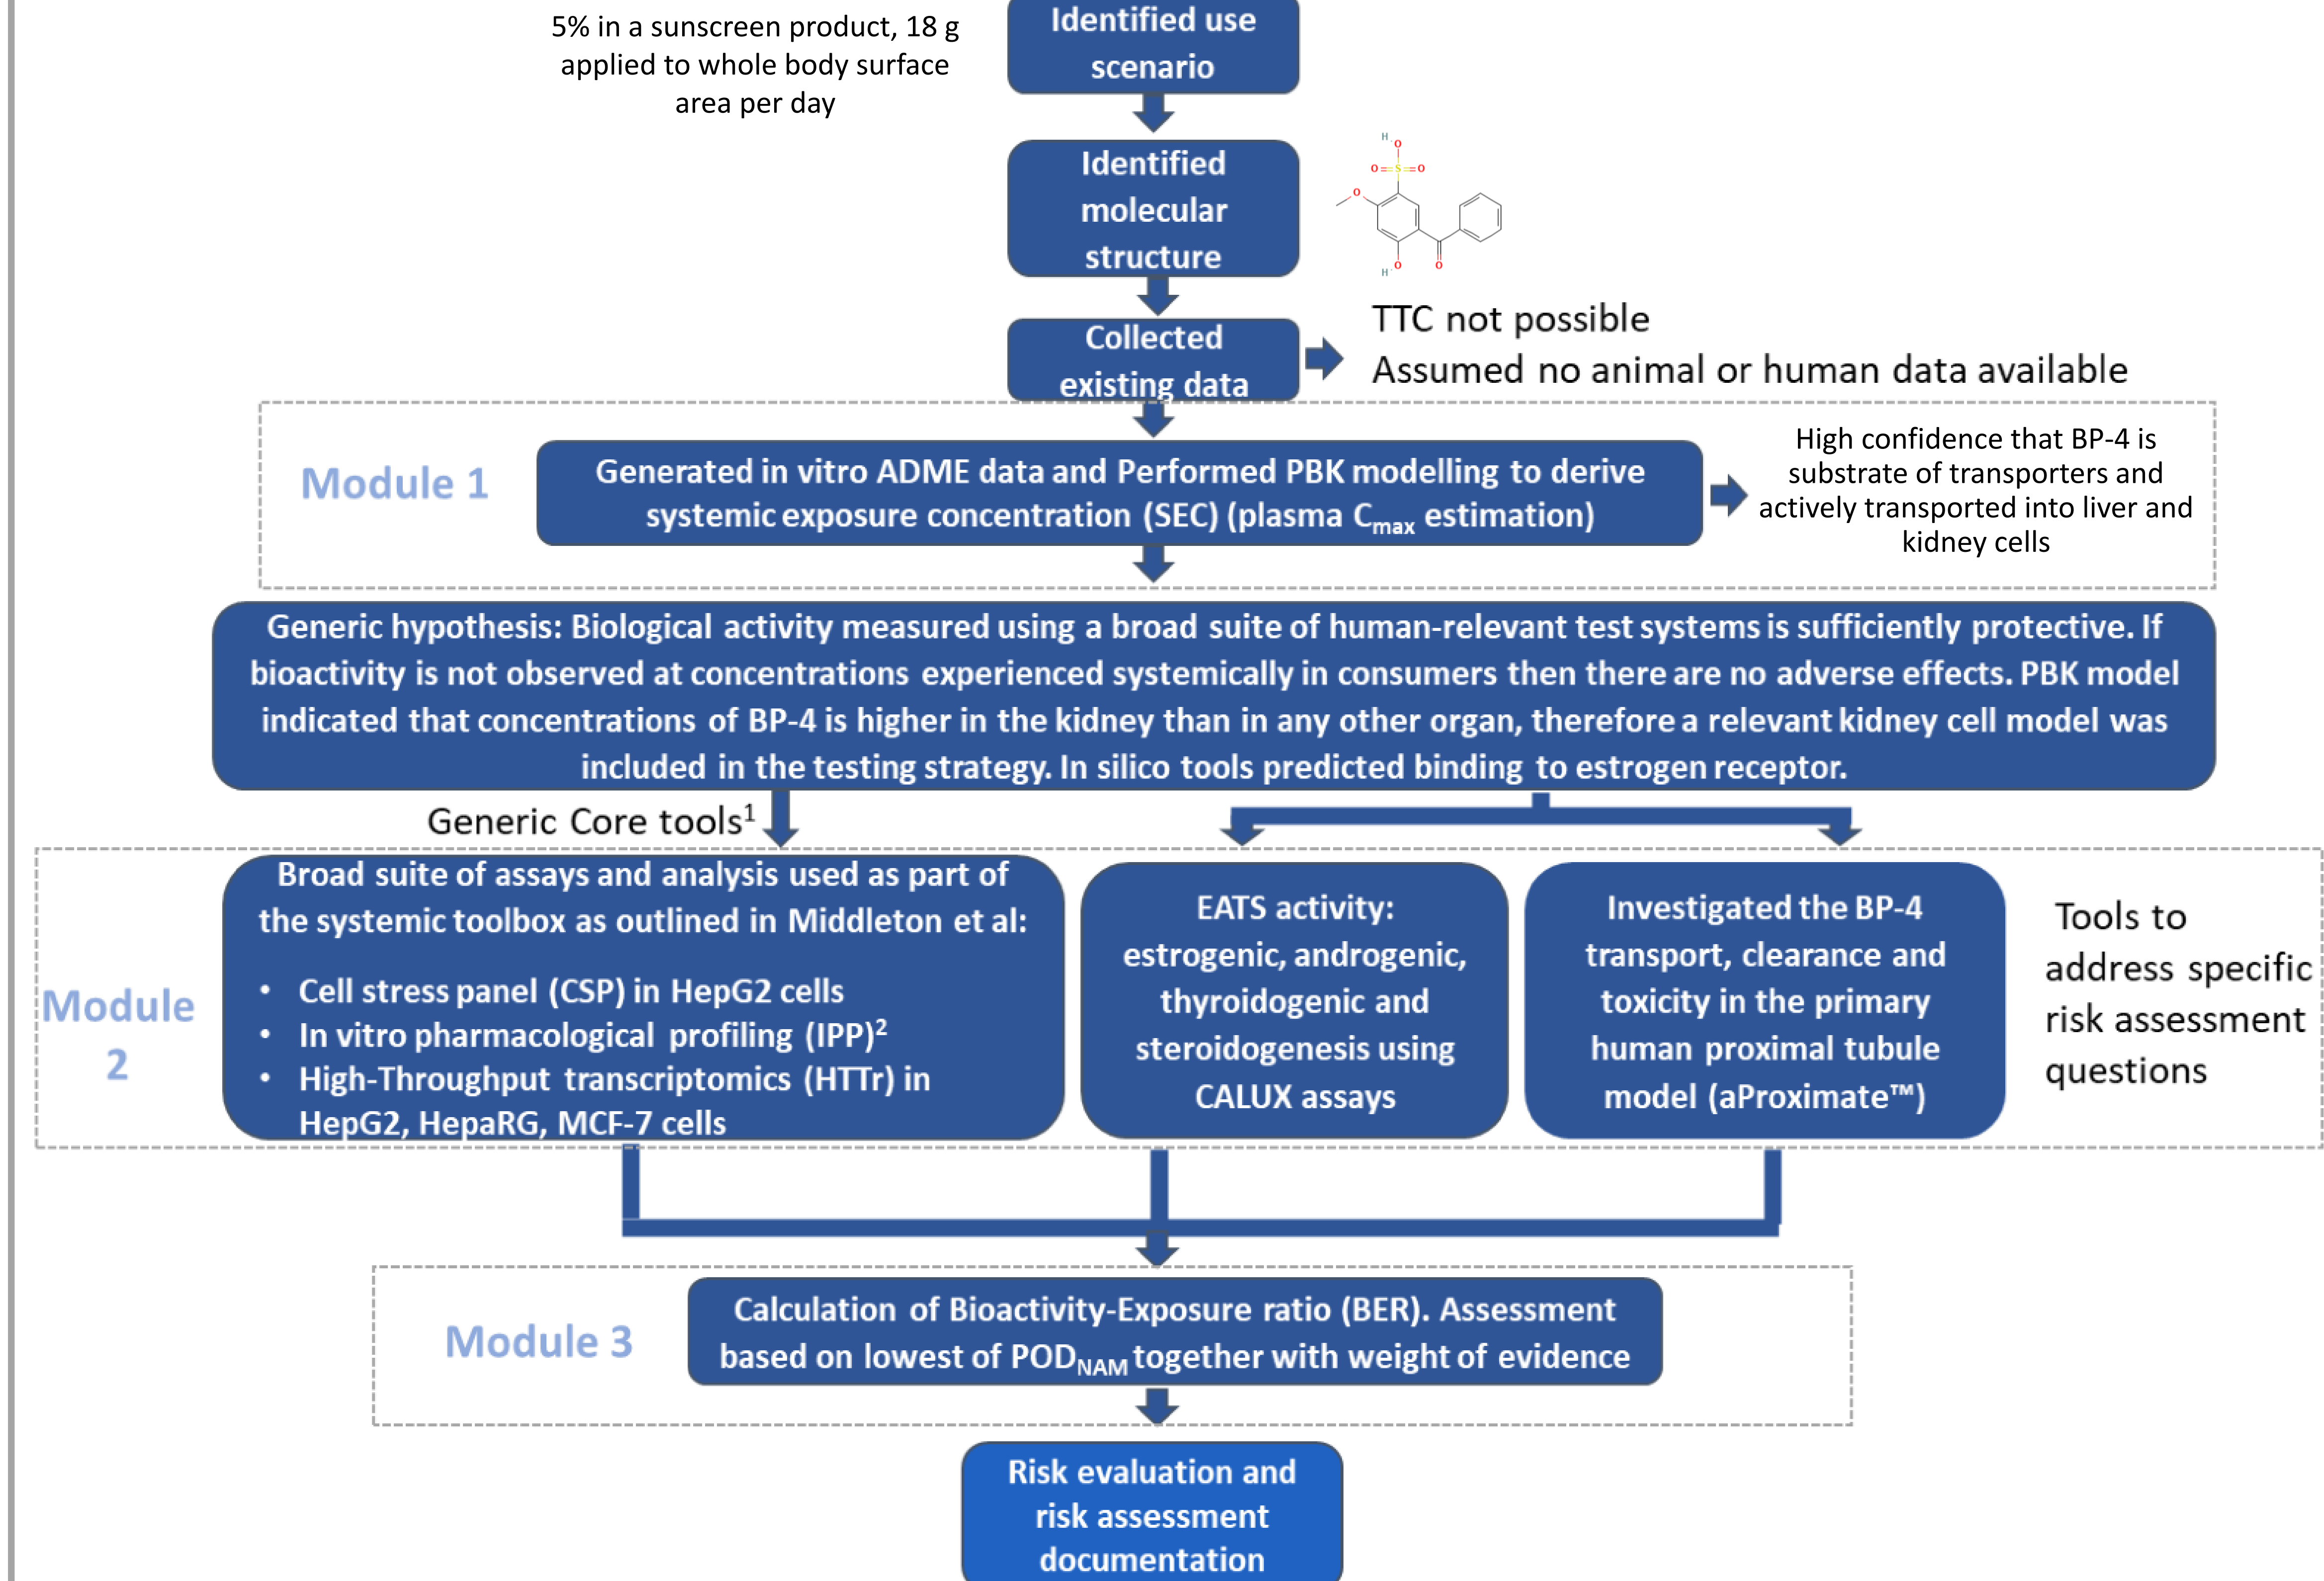 5% in a sunscreen product, 18 g
applied to whole body surface
area per day
Identified use
scenario
Identified
molecular
structure
H
O
O=S=O
O
O
H
O
Collected
existing data
TTC not possible
Assumed no animal or human data available
Module 1
Generated in vitro ADME data and Performed PBK modelling to derive
systemic exposure concentration (SEC) (plasma Cmax estimation)
High confidence that BP-4 is
substrate of transporters and
actively transported into liver and
kidney cells
Generic hypothesis: Biological activity measured using a broad suite of human-relevant test systems is sufficiently protective. If
bioactivity is not observed at concentrations experienced systemically in consumers then there are no adverse effects. PBK model
indicated that concentrations of BP-4 is higher in the kidney than in any other organ, therefore a relevant kidney cell model was
included in the testing strategy. In silico tools predicted binding to estrogen receptor.
Generic Core tools1
Module
2
Broad suite of assays and analysis used as part of
the systemic toolbox as outlined in Middleton et al:
• Cell stress panel (CSP) in HepG2 cells
• In vitro pharmacological profiling (IPP)2
• High-Throughput transcriptomics (HTTr) in
HepG2, HepaRG, MCF-7 cells
EATS activity:
estrogenic, androgenic,
thyroidogenic and
steroidogenesis using
CALUX assays
Investigated the BP-4
transport, clearance and
toxicity in the primary
human proximal tubule
model (aProximate™)
Tools to
address specific
risk assessment
questions
Module 3
Calculation of Bioactivity-Exposure ratio (BER). Assessment
based on lowest of PODNAM together with weight of evidence
Risk evaluation and
risk assessment
documentation